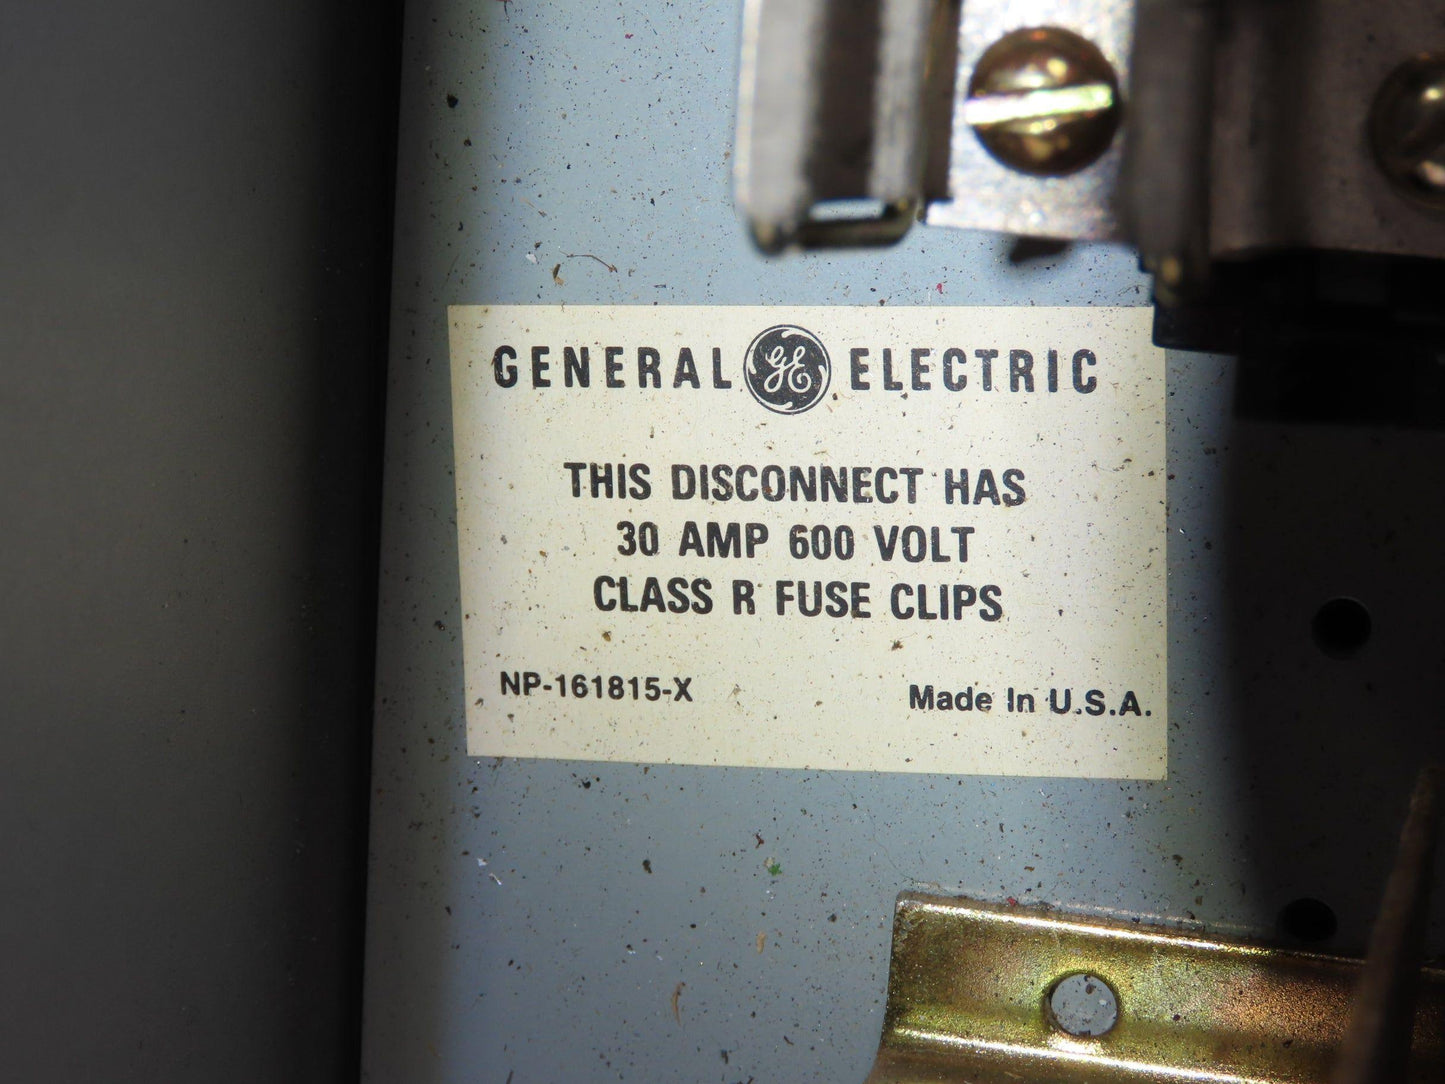 GENERAL GE ELECTRIC
THIS DISCONNECT HAS
30 AMP 600 VOLT
CLASS R FUSE CLIPS
NP-161815-X Made In U.S.A.